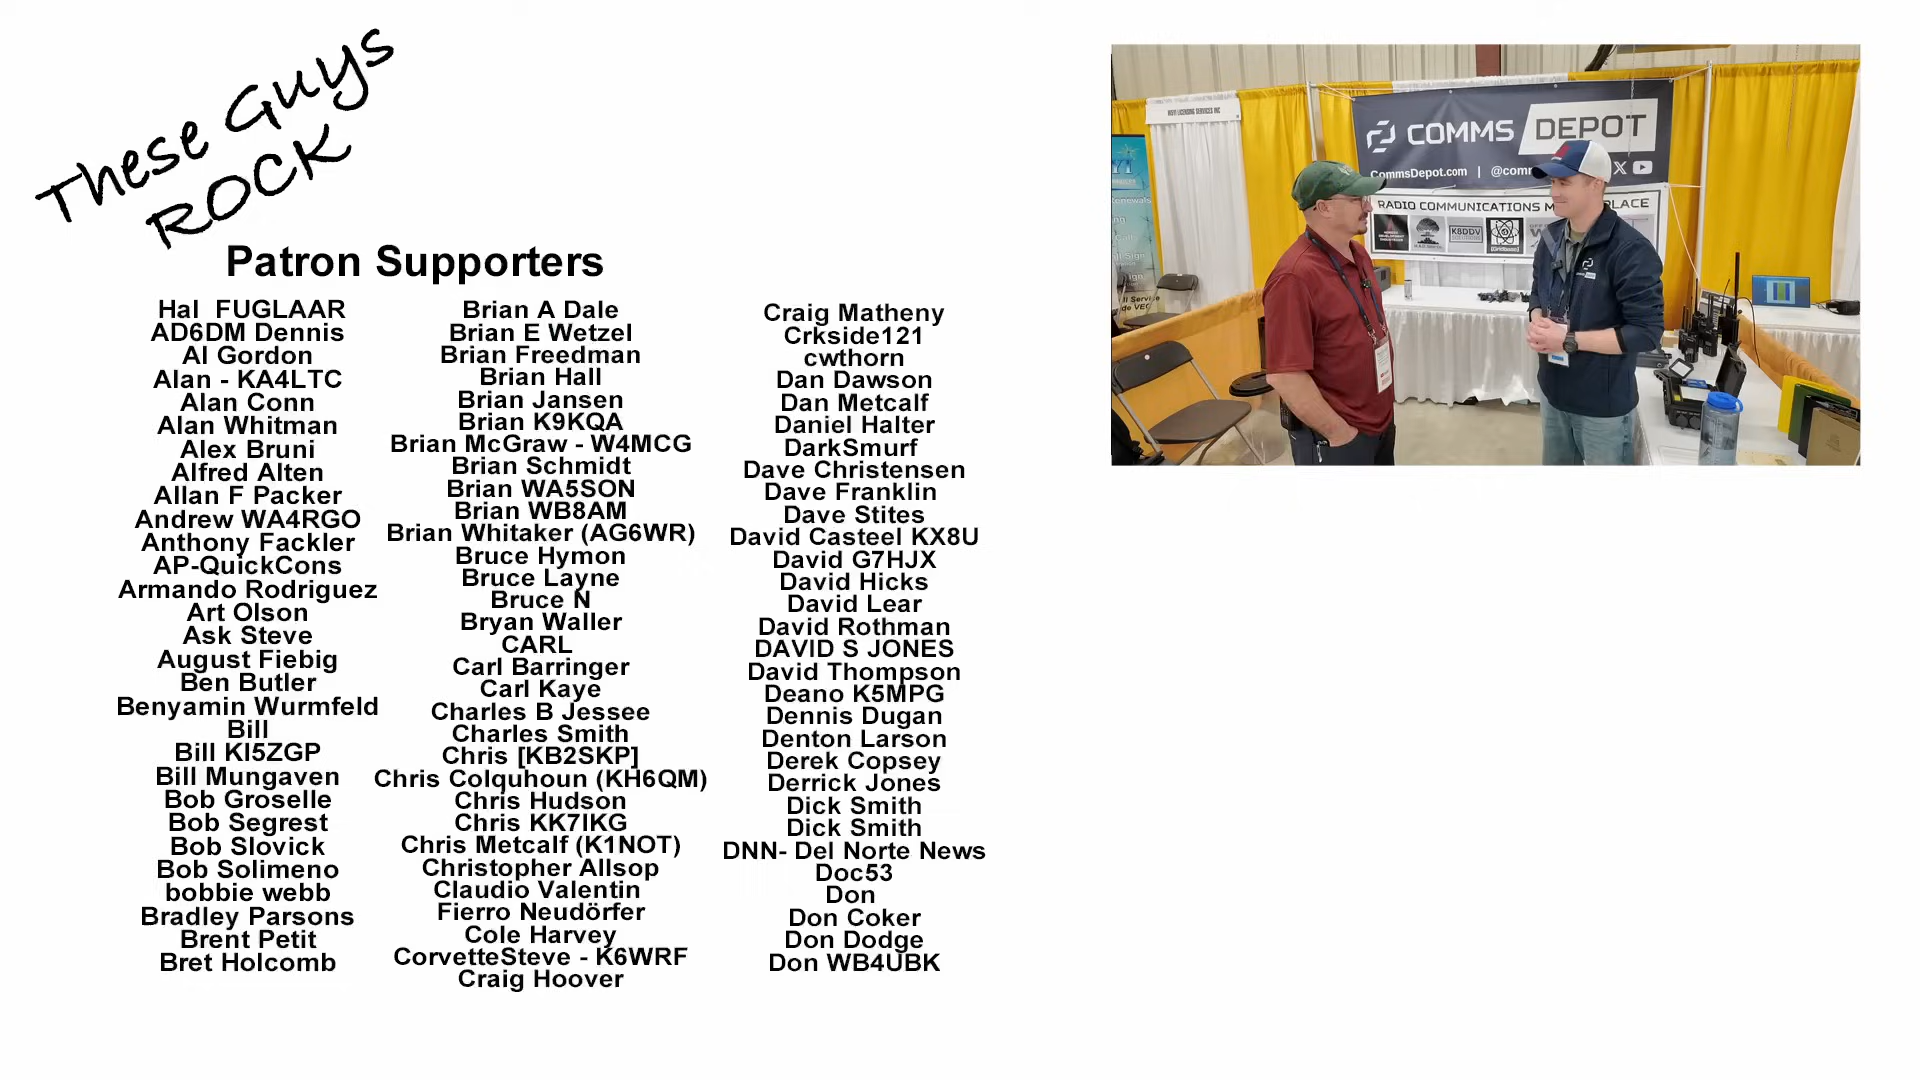 These Guys
ROCK
Patron Supporters
Hal  FUGLAAR
AD6DM Dennis
Al Gordon
Alan - KA4LTC
Alan Conn
Alan Whitman
Alex Bruni
Alfred Alten
Allan F Packer
Andrew WA4RGO
Anthony Fackler
AP-QuickCons
Armando Rodriguez
Art Olson
Ask Steve
August Fiebig
Ben Butler
Benyamin Wurmfeld
Bill
Bill KI5ZGP
Bill Mungaven
Bob Groselle
Bob Segrest
Bob Slovick
Bob Solimeno
bobbie webb
Bradley Parsons
Brent Petit
Bret Holcomb
Brian A Dale
Brian E Wetzel
Brian Freedman
Brian Hall
Brian Jansen
Brian K9KQA
Brian McGraw - W4MCG
Brian Schmidt
Brian WA5SON
Brian WB8AM
Brian Whitaker (AG6WR)
Bruce Hymon
Bruce Layne
Bruce N
Bryan Waller
CARL
Carl Barringer
Carl Kaye
Charles B Jessee
Charles Smith
Chris [KB2SKP]
Chris Colquhoun (KH6QM)
Chris Hudson
Chris KK7IKG
Chris Metcalf (K1NOT)
Christopher Allsop
Claudio Valentin
Fierro Neudörfer
Cole Harvey
CorvetteSteve - K6WRF
Craig Hoover
Craig Matheny
Crkside121
cwthorn
Dan Dawson
Dan Metcalf
Daniel Halter
DarkSmurf
Dave Christensen
Dave Franklin
Dave Stites
David Casteel KX8U
David G7HJX
David Hicks
David Lear
David Rothman
DAVID S JONES
David Thompson
Deano K5MPG
Dennis Dugan
Denton Larson
Derek Copsey
Derrick Jones
Dick Smith
Dick Smith
DNN- Del Norte News
Doc53
Don
Don Coker
Don Dodge
Don WB4UBK
COMMS DEPOT
CommsDepot.com | @comm
RADIO COMMUNICATIONS M PLACE
K8DDV